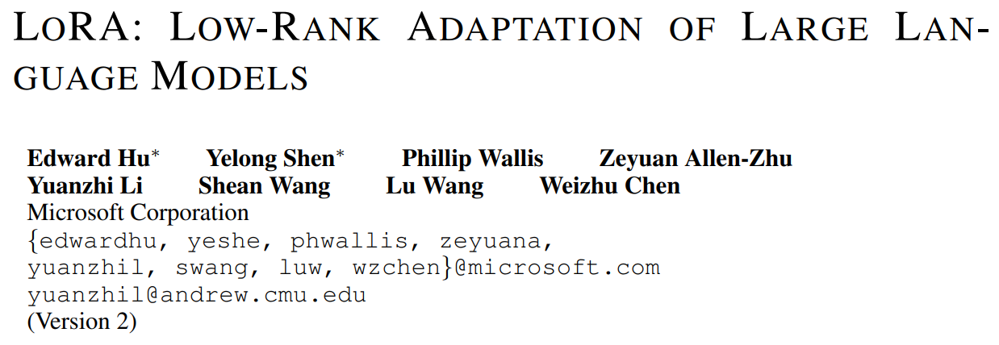 LORA: LOW-RANK ADAPTATION OF LARGE LAN-
GUAGE MODELS
Edward Hu* Yelong Shen* Phillip Wallis Zeyuan Allen-Zhu
Yuanzhi Li Shean Wang Lu Wang Weizhu Chen
Microsoft Corporation
{edwardhu, yeshe, phwallis, zeyuana,
yuanzhil, swang, luw, wzchen}@microsoft.com
yuanzhil@andrew.cmu.edu
(Version 2)